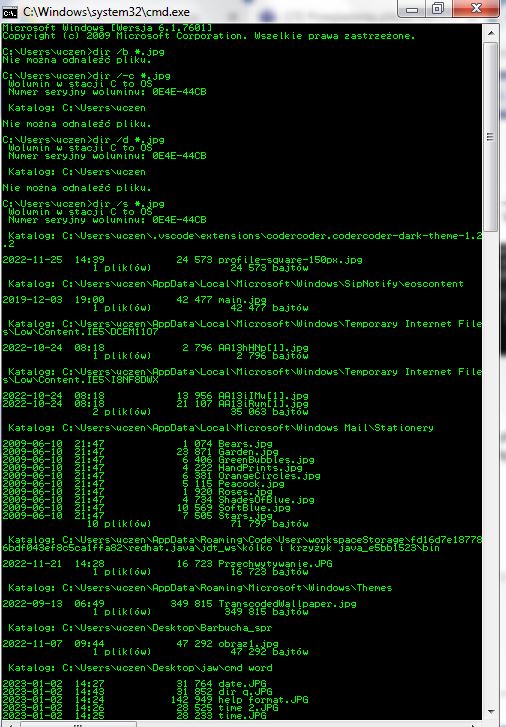 C:\Windows\system32\cmd.exe
Microsoft Windows [Wersja 6.1.7601]
Copyright (c) 2009 Microsoft Corporation. Wszelkie prawa zastrzeżone.
C:\Users\uczen>dir /b *.jpg
Nie można odnaleźć pliku.
C:\Users\uczen>dir /-c *.jpg
Wolumin w stacji C to OS
Numer seryjny woluminu: 0E4E-44CB
Katalog: C:\Users\uczen
Nie można odnaleźć pliku.
C:\Users\uczen>dir /d *.jpg
Wolumin w stacji C to OS
Numer seryjny woluminu: 0E4E-44CB
Katalog: C:\Users\uczen
Nie można odnaleźć pliku.
C:\Users\uczen>dir /s *.jpg
Wolumin w stacji C to OS
Numer seryjny woluminu: 0E4E-44CB
Katalog: C:\Users\uczen\.vscode\extensions\codercoder.codercoder-dark-theme-1.2
.2
2022-11-25 14:39 24 573 profile-square-150px.jpg
1 plik(ów) 24 573 bajtów
Katalog: C:\Users\uczen\AppData\Local\Microsoft\Windows\SipNotify\eoscontent
2019-12-03 19:00 42 477 main.jpg
1 plik(ów) 42 477 bajtów
Katalog: C:\Users\uczen\AppData\Local\Microsoft\Windows\Temporary Internet File
s\Low\Content.IE5\DCEM11O7
2022-10-24 08:18 2 796 AA13hHNp[1].jpg
1 plik(ów) 2 796 bajtów
Katalog: C:\Users\uczen\AppData\Local\Microsoft\Windows\Temporary Internet File
s\Low\Content.IE5\I8NF8DWX
2022-10-24 08:18 13 956 AA13iIMu[1].jpg
2022-10-24 08:18 21 107 AA13iRum[1].jpg
2 plik(ów) 35 063 bajtów
Katalog: C:\Users\uczen\AppData\Local\Microsoft\Windows Mail\Stationery
2009-06-10 21:47 1 074 Bears.jpg
2009-06-10 21:47 23 871 Garden.jpg
2009-06-10 21:47 6 406 GreenBubbles.jpg
2009-06-10 21:47 4 222 HandPrints.jpg
2009-06-10 21:47 6 381 OrangeCircles.jpg
2009-06-10 21:47 5 115 Peacock.jpg
2009-06-10 21:47 1 920 Roses.jpg
2009-06-10 21:47 4 734 ShadesOfBlue.jpg
2009-06-10 21:47 10 569 SoftBlue.jpg
2009-06-10 21:47 7 505 Stars.jpg
10 plik(ów) 71 797 bajtów
Katalog: C:\Users\uczen\AppData\Roaming\Code\User\workspaceStorage\fd16d7e18778
6bdf043ef8c5ca1ffa82\redhat.java\jdt_ws\kółko i krzyżyk java_e5bb1523\bin
2022-11-21 14:28 16 723 Przechwytywanie.JPG
1 plik(ów) 16 723 bajtów
Katalog: C:\Users\uczen\AppData\Roaming\Microsoft\Windows\Themes
2022-09-13 06:49 349 815 TranscodedWallpaper.jpg
1 plik(ów) 349 815 bajtów
Katalog: C:\Users\uczen\Desktop\Barbucha_spr
2022-11-07 09:44 47 292 obraz1.jpg
1 plik(ów) 47 292 bajtów
Katalog: C:\Users\uczen\Desktop\jaw\cmd word
2023-01-02 14:27 31 764 date.JPG
2023-01-02 14:43 31 852 dir q.JPG
2023-01-02 14:24 142 949 help format.JPG
2023-01-02 14:26 28 525 time 2.JPG
2023-01-02 14:25 28 233 time.JPG